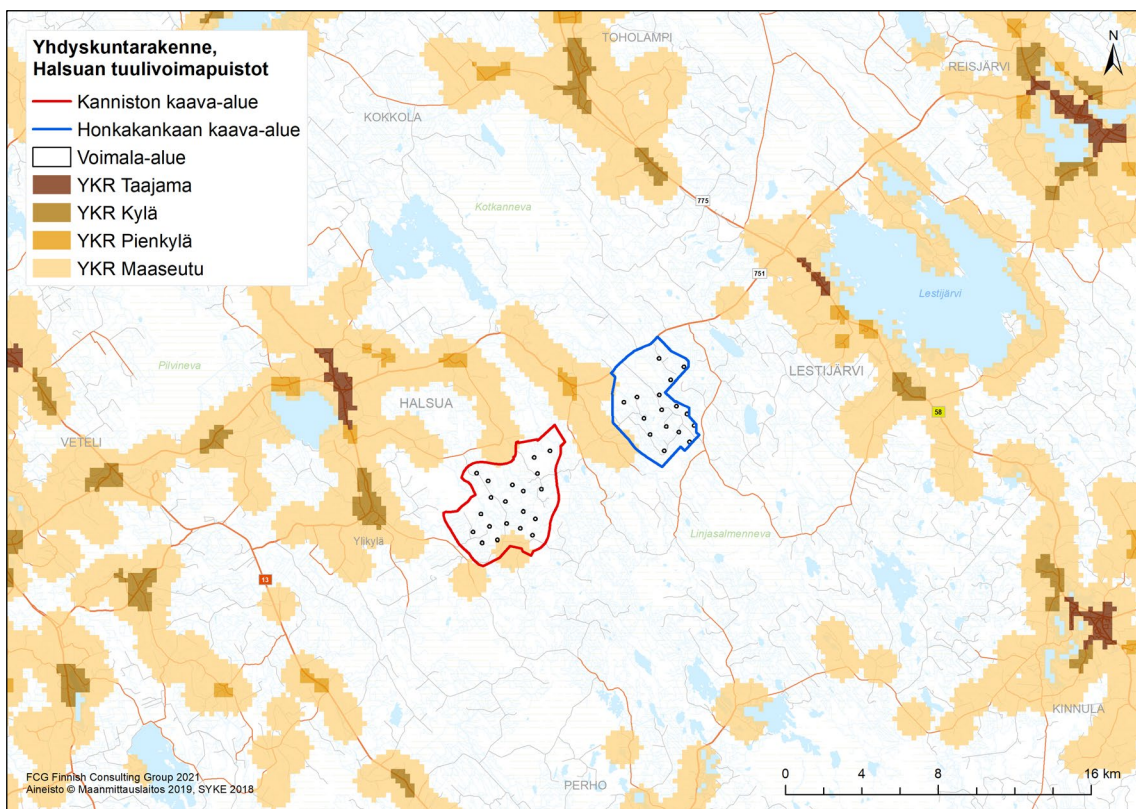 Yhdyskuntarakenne,
Halsuan tuulivoimapuistot
Kanniston kaava-alue
Honkakankaan kaava-alue
Voimala-alue
YKR Taajama
YKR Kylä
YKR Pienkylä
YKR Maaseutu
TOHOLAMPI
N
REISJÄRVI
KOKKOLA
Kotkanneva
775
751
Lestijärvi
Pilvineva
LESTIJÄRVI
HALSUA
58
VETELI
Linjasalmenneva
Ylikylä
13
KINNULA
FCG Finnish Consulting Group 2021
Aineisto © Maanmittauslaitos 2019, SYKE 2018
PERHO
0 4 8 16 km